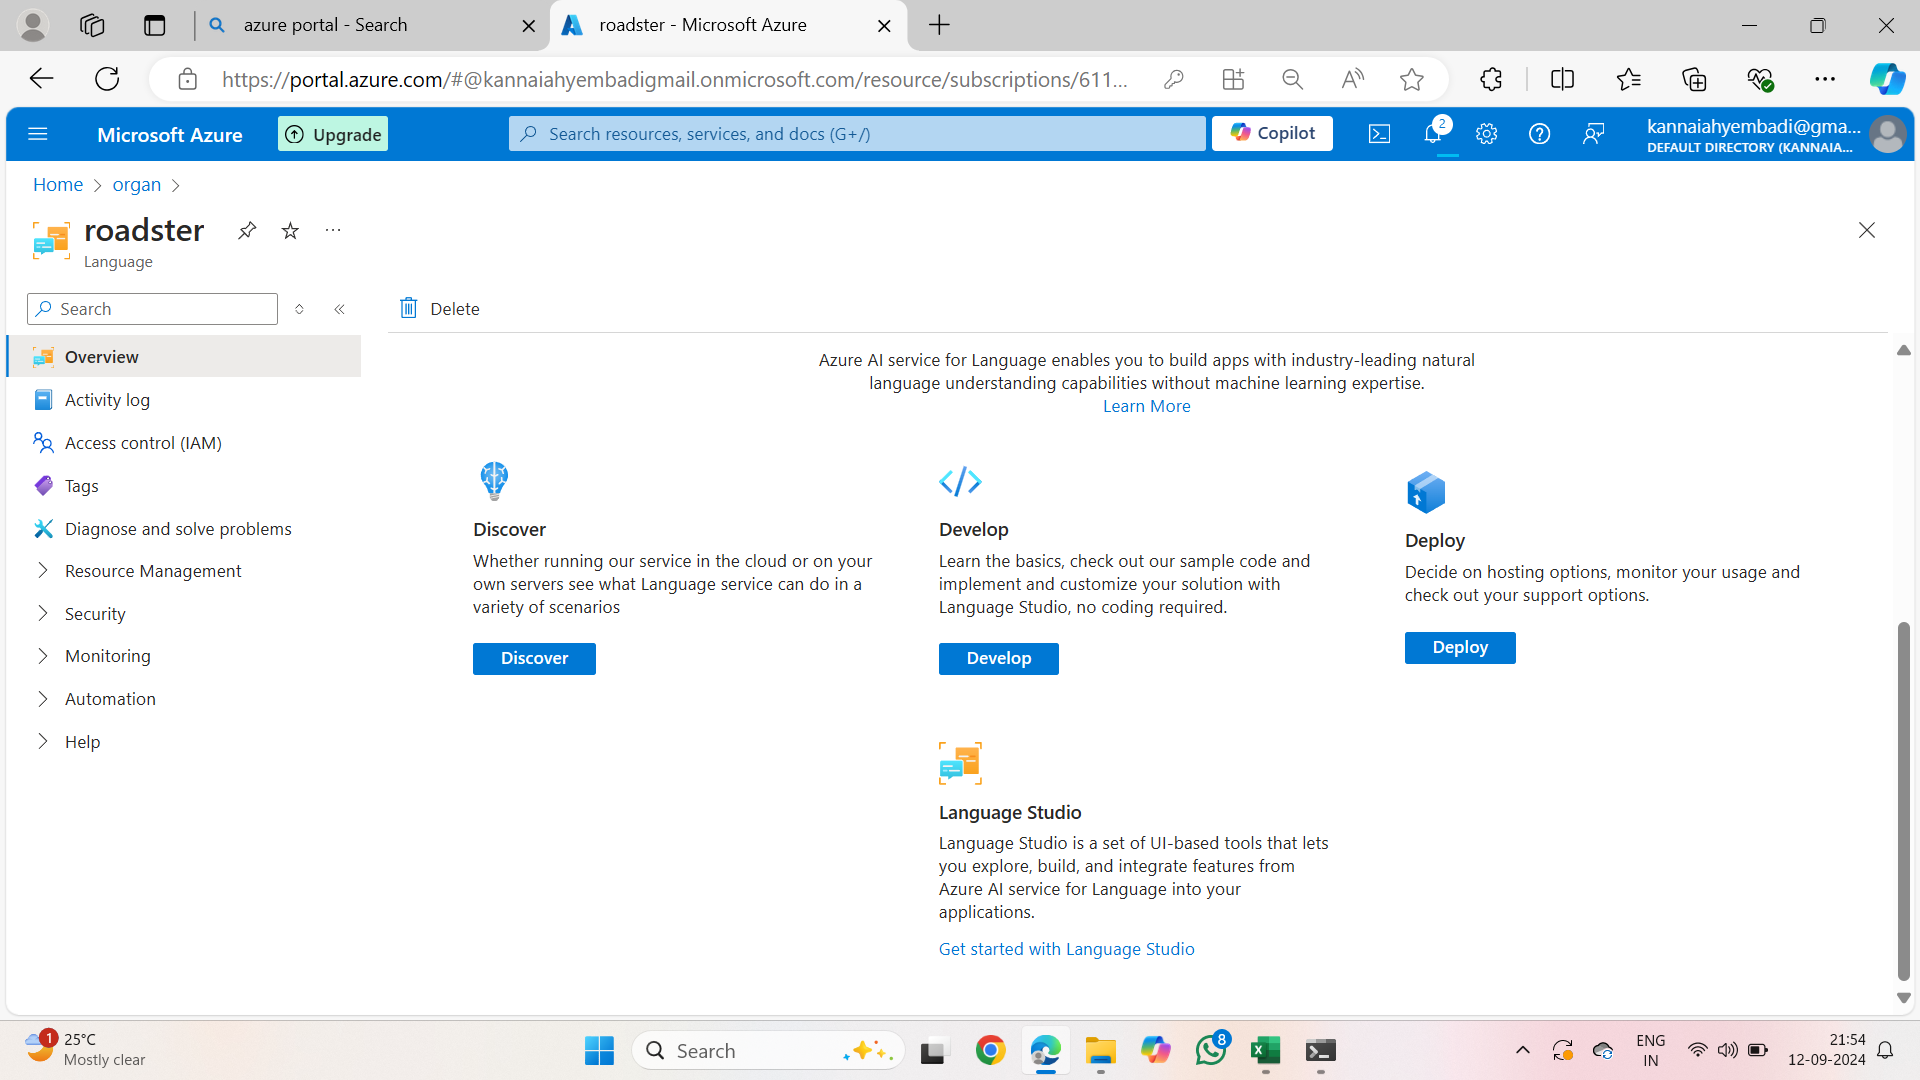 azure portal - Search
roadster - Microsoft Azure
https://portal.azure.com/#@kannaiahyembadigmail.onmicrosoft.com/resource/subscriptions/611...
Microsoft Azure
Upgrade
Search resources, services, and docs (G+/)
Copilot
2
kannaiahyembadi@gma...
DEFAULT DIRECTORY (KANNAIA...
Home > organ >
roadster
Language
Search
Delete
Overview
Activity log
Access control (IAM)
Tags
Diagnose and solve problems
Resource Management
Security
Monitoring
Automation
Help
Azure AI service for Language enables you to build apps with industry-leading natural
language understanding capabilities without machine learning expertise.
Learn More
Discover
Whether running our service in the cloud or on your
own servers see what Language service can do in a
variety of scenarios
Discover
Develop
Learn the basics, check out our sample code and
implement and customize your solution with
Language Studio, no coding required.
Develop
Deploy
Decide on hosting options, monitor your usage and
check out your support options.
Deploy
Language Studio
Language Studio is a set of UI-based tools that lets
you explore, build, and integrate features from
Azure AI service for Language into your
applications.
Get started with Language Studio
1
25°C
Mostly clear
Search
8
ENG
IN
21:54
12-09-2024